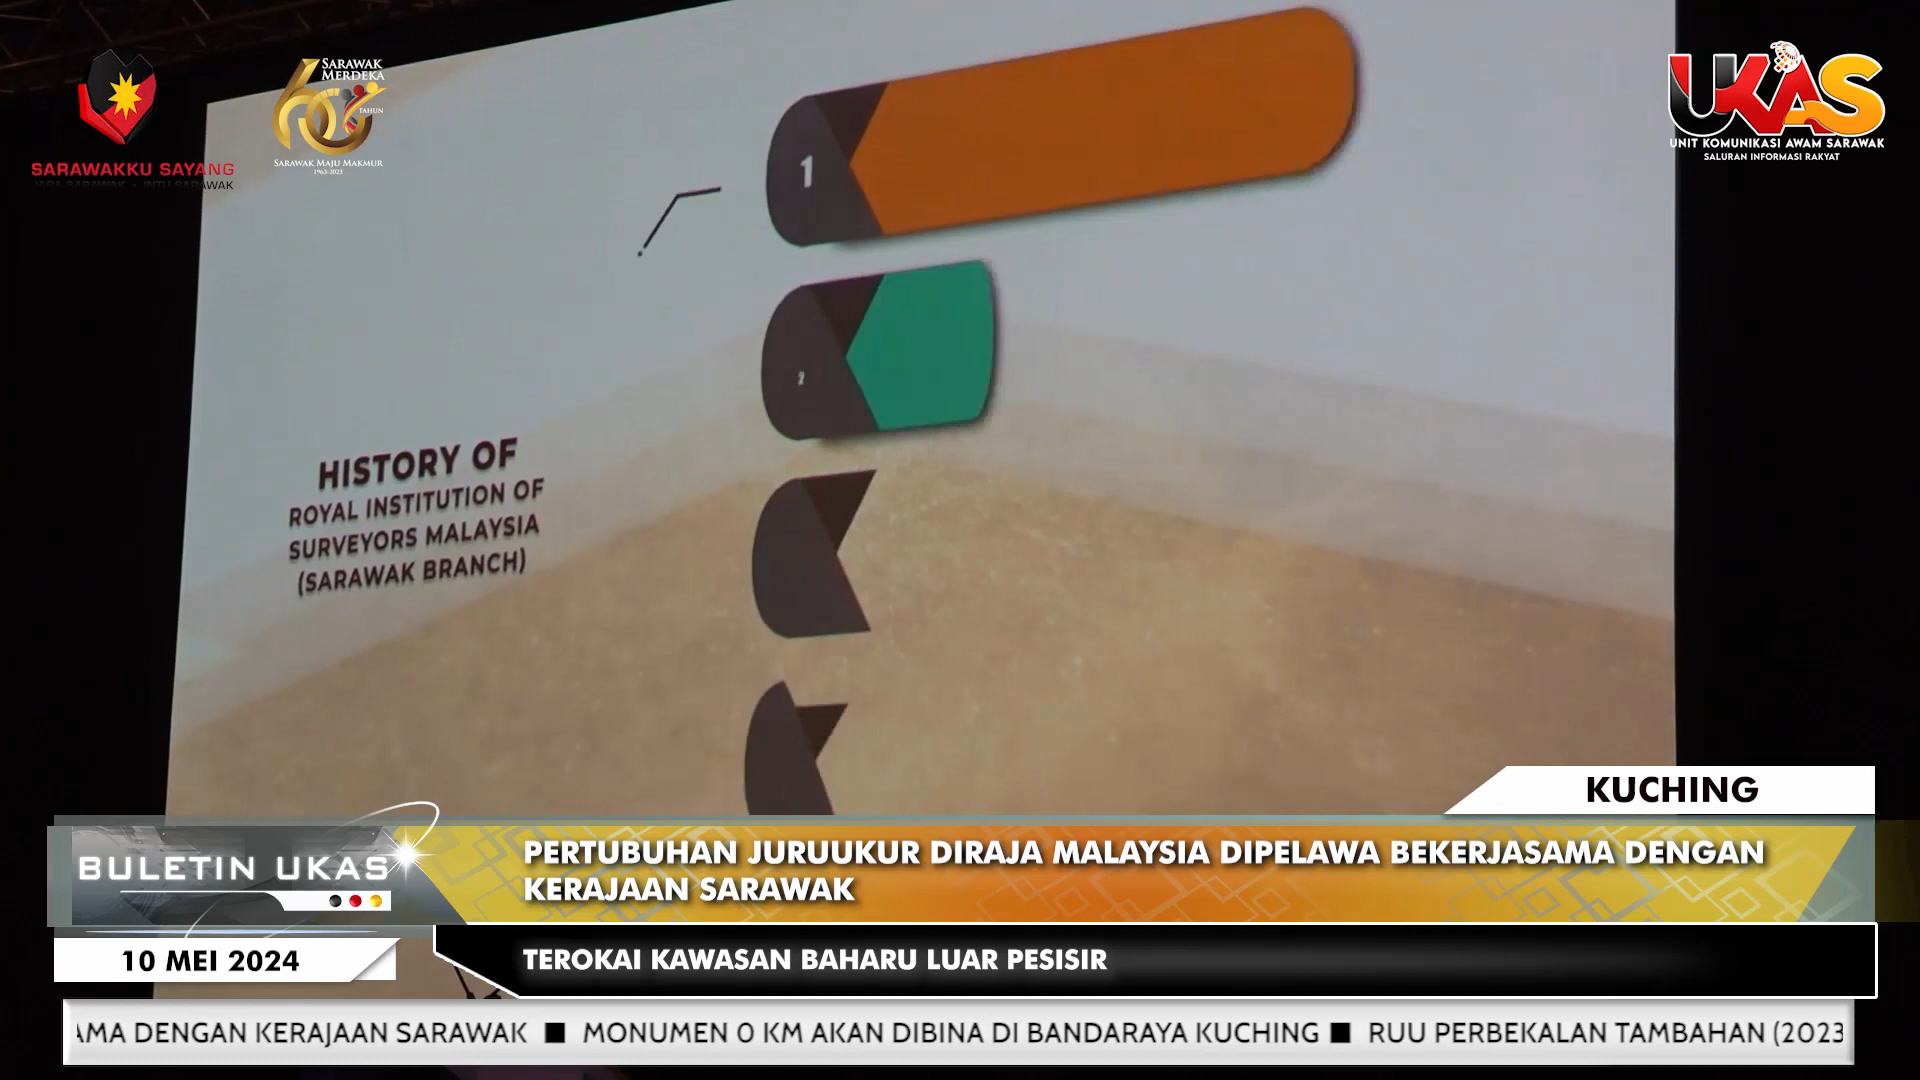 SARAWAKKU SAYANG
SARAWAK
MERDEKA
60
TAHUN
SARAWAK MAJU MAKMUR
1963-2023
UKAS
UNIT KOMUNIKASI AWAM SARAWAK
SALURAN INFORMASI RAKYAT
1
2
HISTORY OF
ROYAL INSTITUTION OF
SURVEYORS MALAYSIA
(SARAWAK BRANCH)
KUCHING
BULETIN UKAS
PERTUBUHAN JURUUKUR DIRAJA MALAYSIA DIPELAWA BEKERJASAMA DENGAN
KERAJAAN SARAWAK
10 MEI 2024
TEROKAI KAWASAN BAHARU LUAR PESISIR
AMA DENGAN KERAJAAN SARAWAK ■ MONUMEN 0 KM AKAN DIBINA DI BANDARAYA KUCHING ■ RUU PERBEKALAN TAMBAHAN (2023